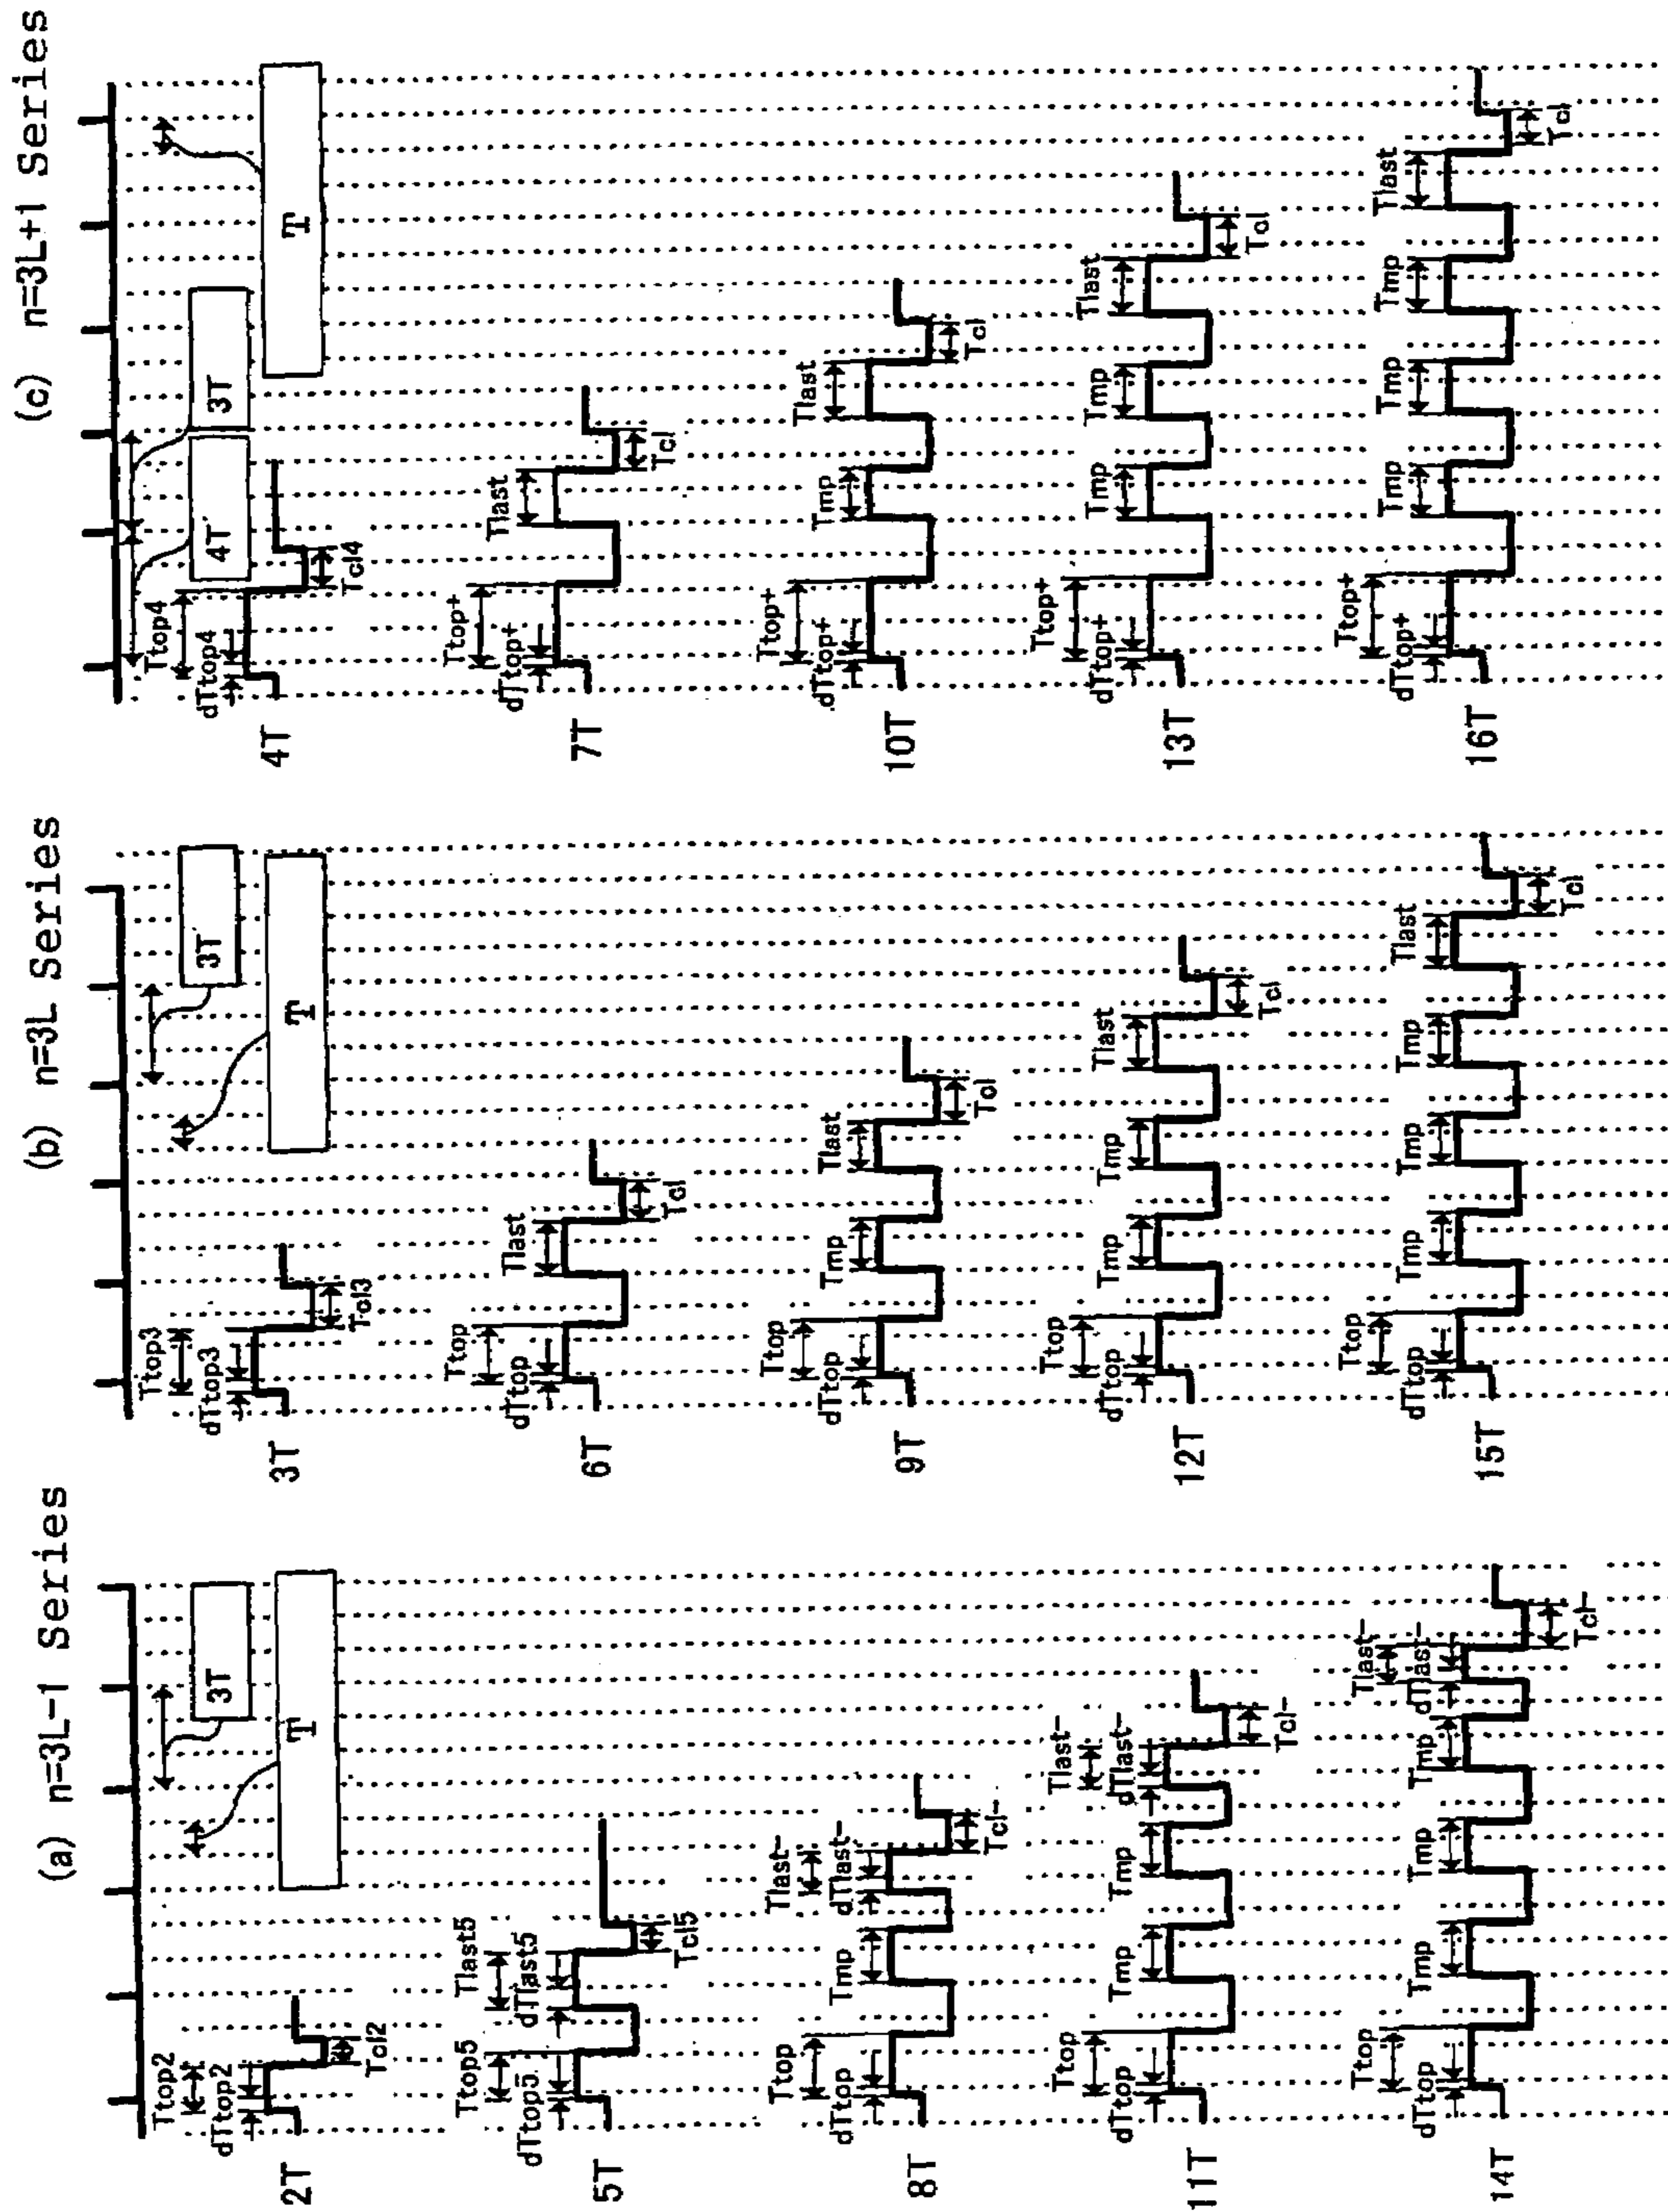 (a) n=3L-1 Series
3T
T
2T
Ttop2
dTtop2
Tcl2
5T
Ttop5
dTtop5
Tlast5
dTlast5
Tcl5
8T
Ttop
dTtop
Tmp
Tlast-
dTlast-
Tcl-
11T
Ttop
dTtop
Tmp
Tmp
Tlast-
dTlast-
Tcl-
14T
Ttop
dTtop
Tmp
Tmp
Tmp
Tlast-
dTlast-
Tcl-
(b) n=3L Series
3T
T
3T
Ttop3
dTtop3
Tcl3
6T
Ttop
dTtop
Tlast
Tcl
9T
Ttop
dTtop
Tmp
Tlast
Tcl
12T
Ttop
dTtop
Tmp
Tmp
Tlast
Tcl
15T
Ttop
dTtop
Tmp
Tmp
Tmp
Tlast
Tcl
(c) n=3L+1 Series
4T
3T
T
4T
Ttop4
dTtop4
Tcl4
7T
Ttop+
dTtop+
Tlast
Tcl
10T
Ttop+
dTtop+
Tmp
Tlast
Tcl
13T
Ttop+
dTtop+
Tmp
Tmp
Tlast
Tcl
16T
Ttop+
dTtop+
Tmp
Tmp
Tmp
Tlast
Tcl